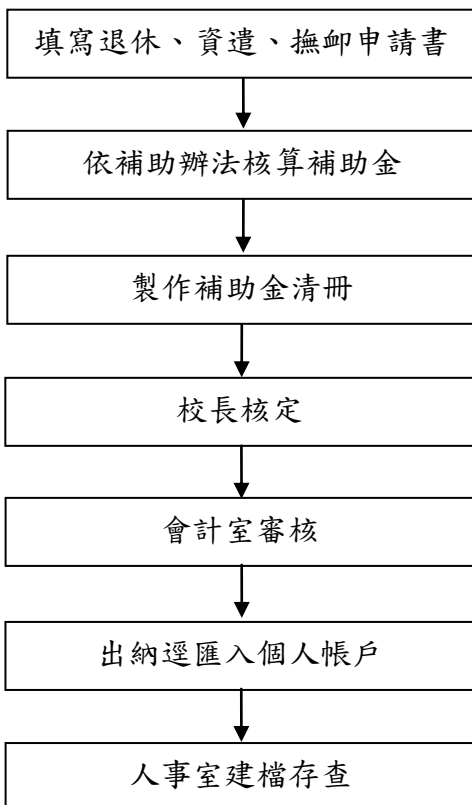 填寫退休、資遣、撫卹申請書
依補助辦法核算補助金
製作補助金清冊
校長核定
會計室審核
出納逕匯入個人帳戶
人事室建檔存查